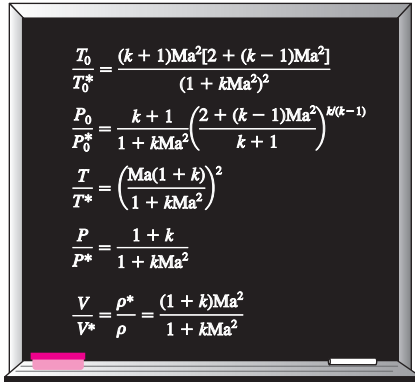 T₀/T₀* = (k + 1)Ma²[2 + (k − 1)Ma²]/(1 + kMa²)²
P₀/P₀* = (k + 1)/(1 + kMa²) ((2 + (k − 1)Ma²)/(k + 1))^(k/(k−1))
T/T* = (Ma(1 + k)/(1 + kMa²))²
P/P* = (1 + k)/(1 + kMa²)
V/V* = ρ*/ρ = (1 + k)Ma²/(1 + kMa²)